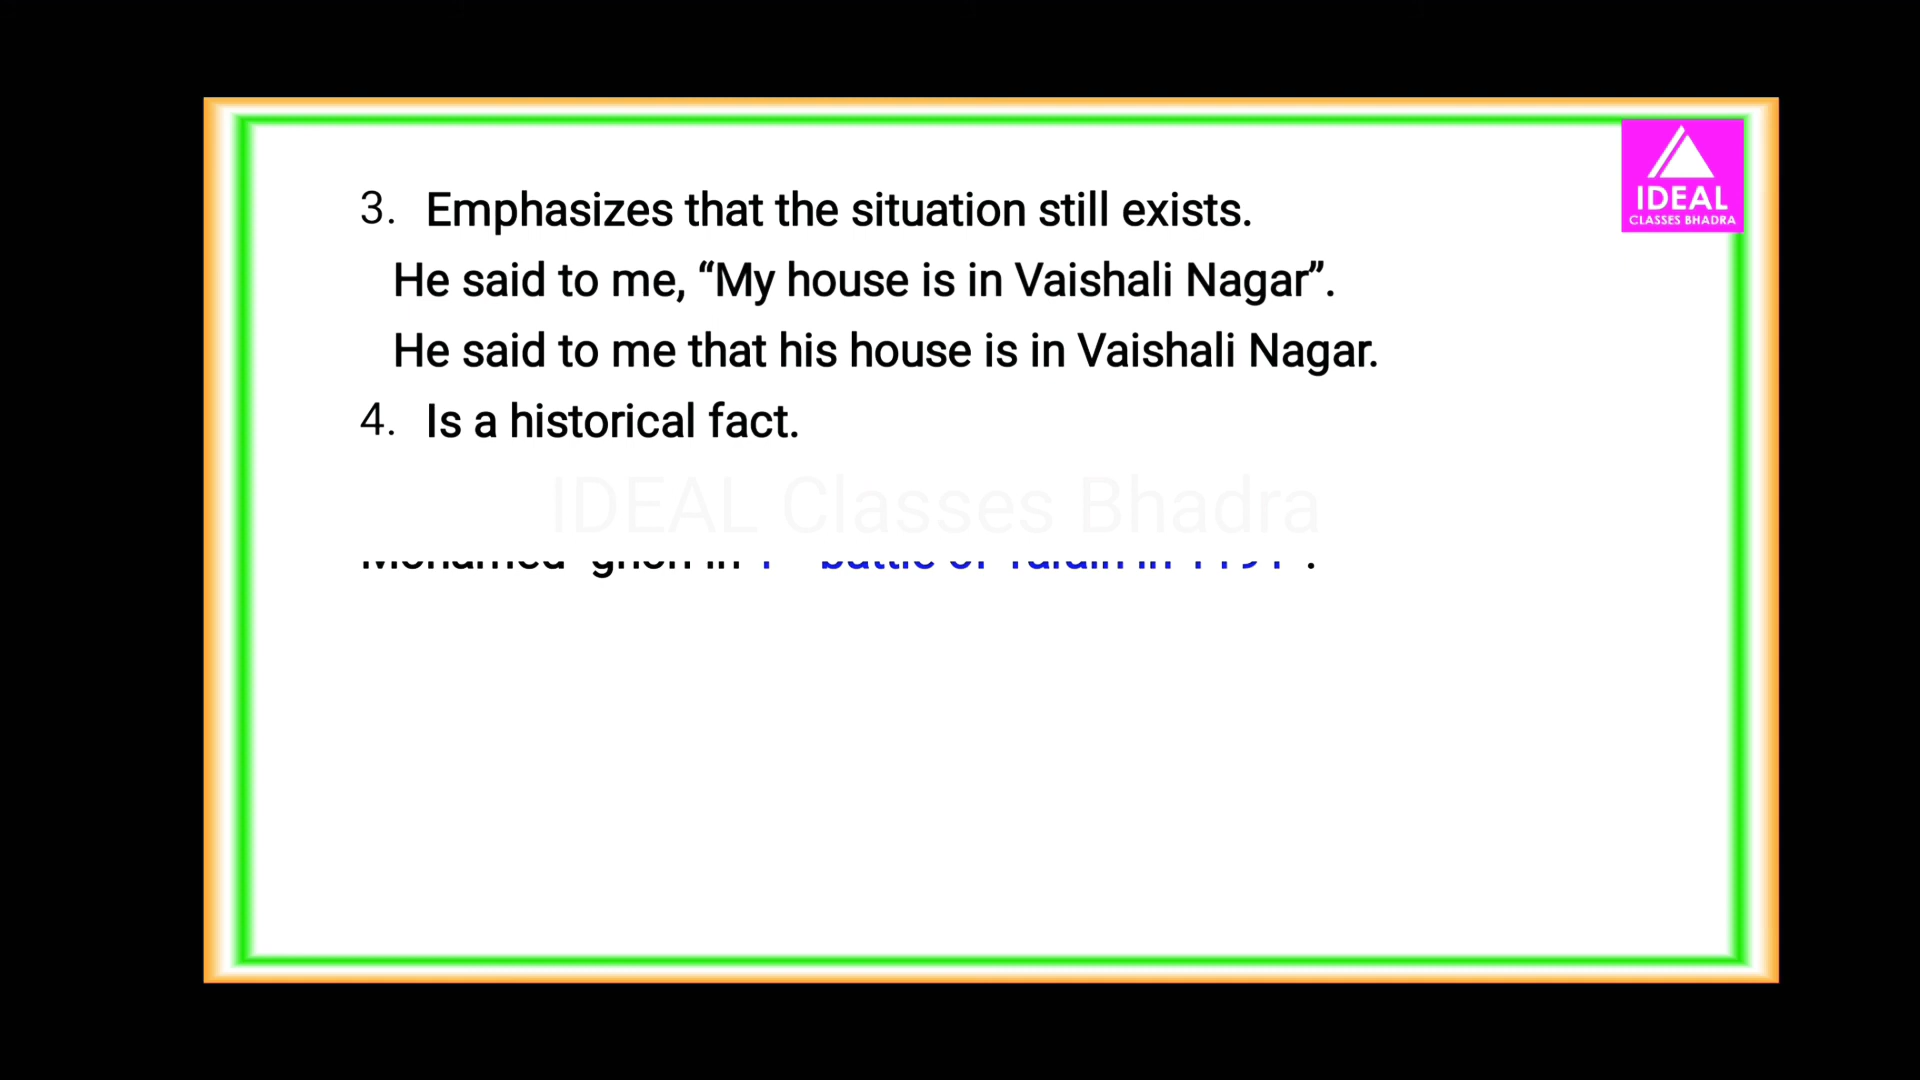 IDEAL
CLASSES BHADRA
3. Emphasizes that the situation still exists.
He said to me, “My house is in Vaishali Nagar”.
He said to me that his house is in Vaishali Nagar.
4. Is a historical fact.
IDEAL Classes Bhadra